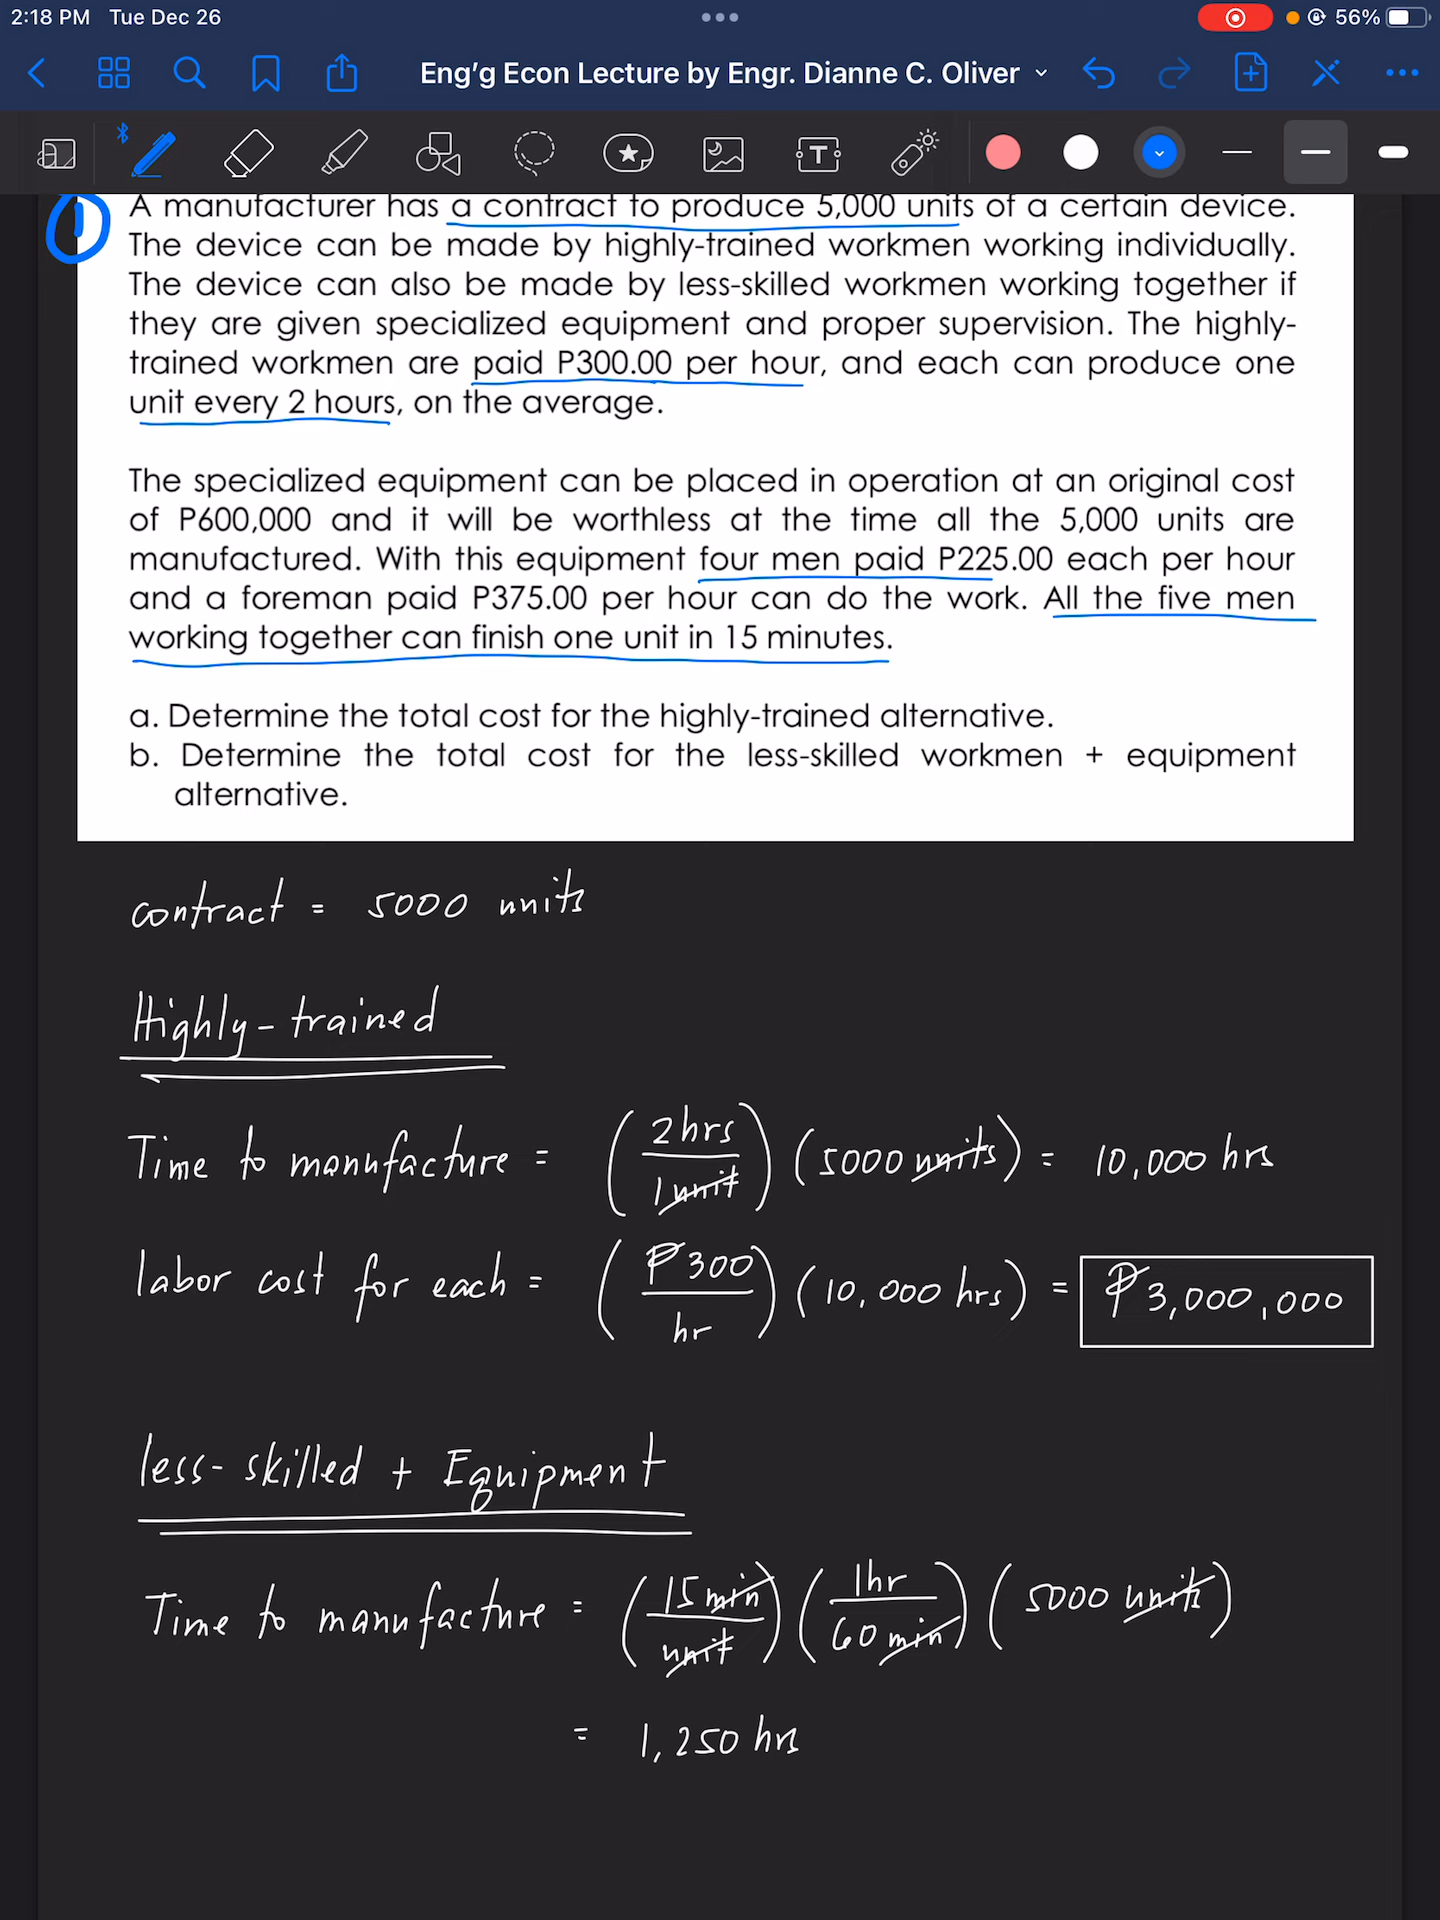 2:18 PM Tue Dec 26
56%
Eng'g Econ Lecture by Engr. Dianne C. Oliver
1
A manufacturer has a contract to produce 5,000 units of a certain device.
The device can be made by highly-trained workmen working individually.
The device can also be made by less-skilled workmen working together if
they are given specialized equipment and proper supervision. The highly-
trained workmen are paid P300.00 per hour, and each can produce one
unit every 2 hours, on the average.
The specialized equipment can be placed in operation at an original cost
of P600,000 and it will be worthless at the time all the 5,000 units are
manufactured. With this equipment four men paid P225.00 each per hour
and a foreman paid P375.00 per hour can do the work. All the five men
working together can finish one unit in 15 minutes.
a. Determine the total cost for the highly-trained alternative.
b. Determine the total cost for the less-skilled workmen + equipment
alternative.
contract = 5000 units
Highly-trained
Time to manufacture = (2hrs / 1 unit) (5000 units) = 10,000 hrs
labor cost for each = (₱300 / hr) (10,000 hrs) = ₱3,000,000
less-skilled + Equipment
Time to manufacture = (15 min / unit) (1hr / 60 min) (5000 units)
= 1,250 hrs